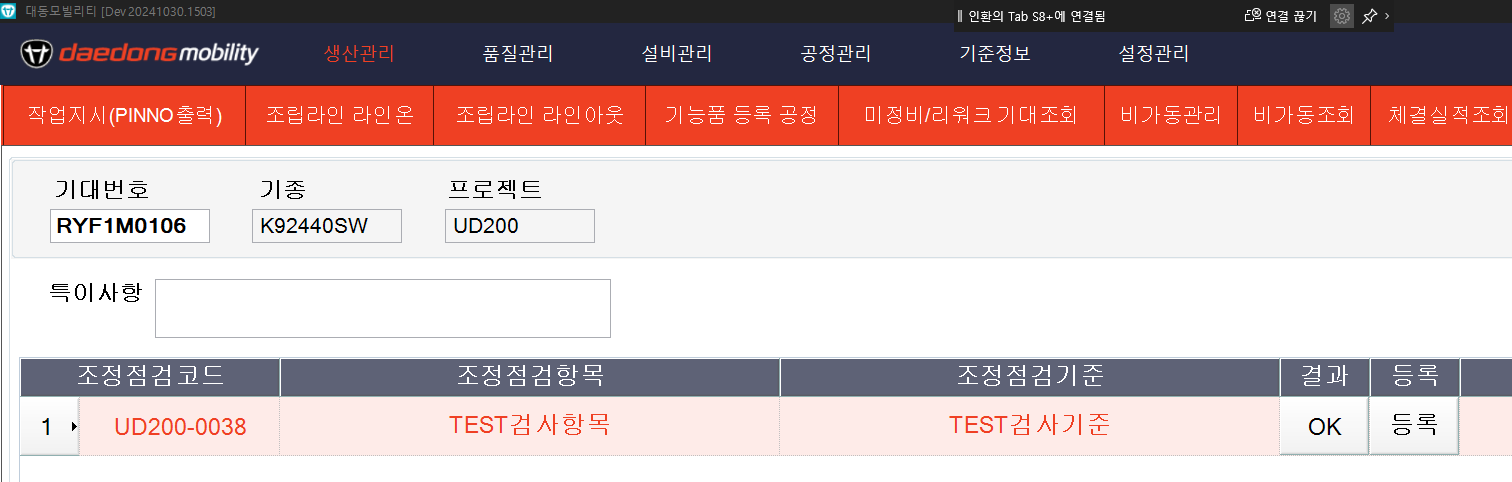 대동모빌리티 [Dev 20241030.1503]
인환의 Tab S8+에 연결됨 연결 끊기
daedong mobility 생산관리 품질관리 설비관리 공정관리 기준정보 설정관리
작업지시(PINNO출력) 조립라인 라인온 조립라인 라인아웃 기능품 등록 공정 미정비/리워크 기대조회 비가동관리 비가동조회 체결실적조회
기대번호 기종 프로젝트
RYF1M0106 K92440SW UD200
특이사항
조정점검코드 조정점검항목 조정점검기준 결과 등록
1 UD200-0038 TEST검사항목 TEST검사기준 OK 등록